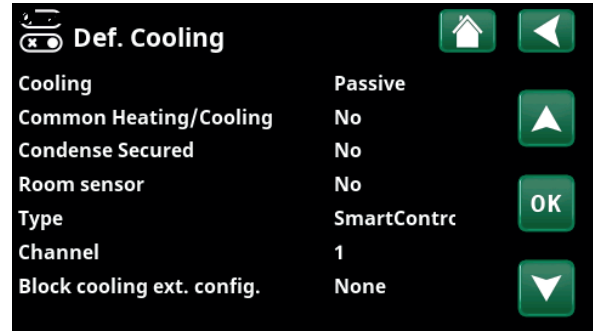 Def. Cooling
Cooling Passive
Common Heating/Cooling No
Condense Secured No
Room sensor No
Type SmartContrc
Channel 1
Block cooling ext. config. None
OK